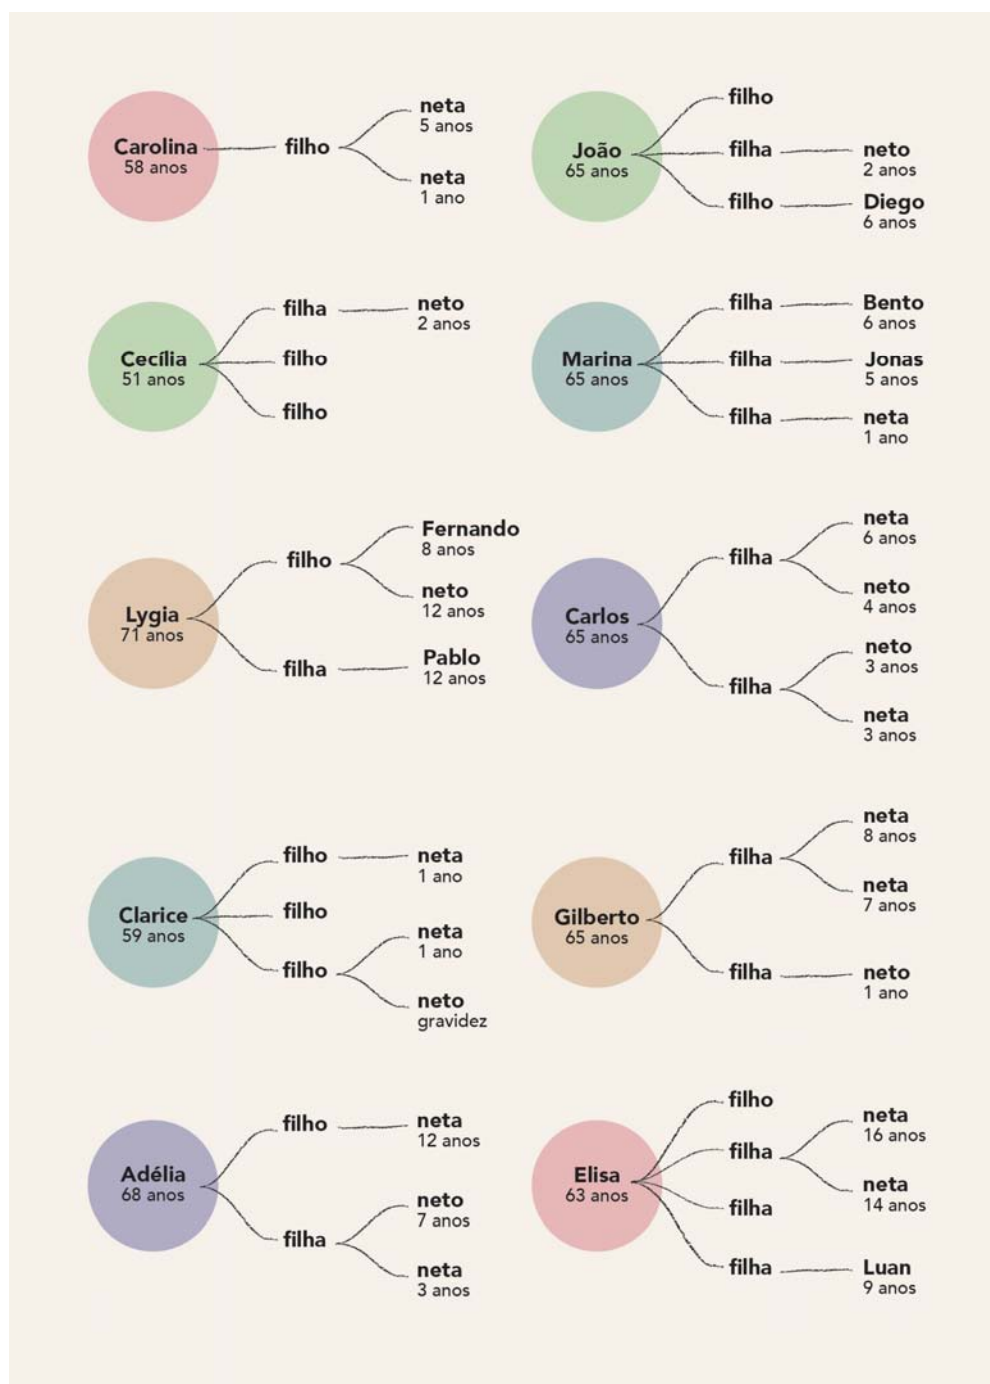 Carolina
58 anos
filho
neta
5 anos
neta
1 ano
João
65 anos
filho
filha
neto
2 anos
filho
Diego
6 anos
Cecília
51 anos
filha
neto
2 anos
filho
filho
Marina
65 anos
filha
Bento
6 anos
filha
Jonas
5 anos
filha
neta
1 ano
Lygia
71 anos
filho
Fernando
8 anos
neto
12 anos
filha
Pablo
12 anos
Carlos
65 anos
filha
neta
6 anos
neto
4 anos
filha
neto
3 anos
neta
3 anos
Clarice
59 anos
filho
neta
1 ano
filho
filho
neta
1 ano
neto
gravidez
Gilberto
65 anos
filha
neta
8 anos
neta
7 anos
filha
neto
1 ano
Adélia
68 anos
filho
neta
12 anos
filha
neto
7 anos
neta
3 anos
Elisa
63 anos
filho
filha
neta
16 anos
neta
14 anos
filha
filha
Luan
9 anos